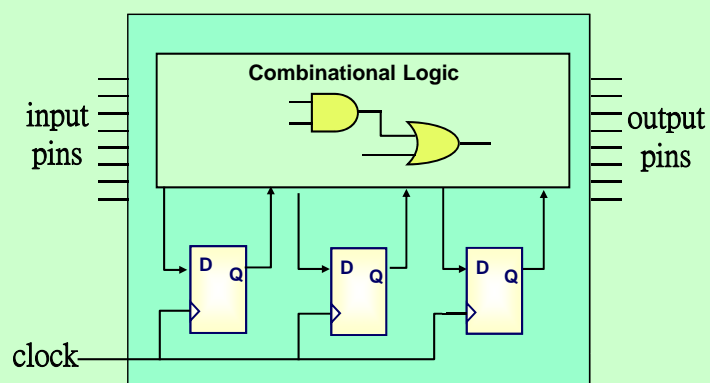 Combinational Logic
input
pins
output
pins
D
Q
D
Q
D
Q
clock